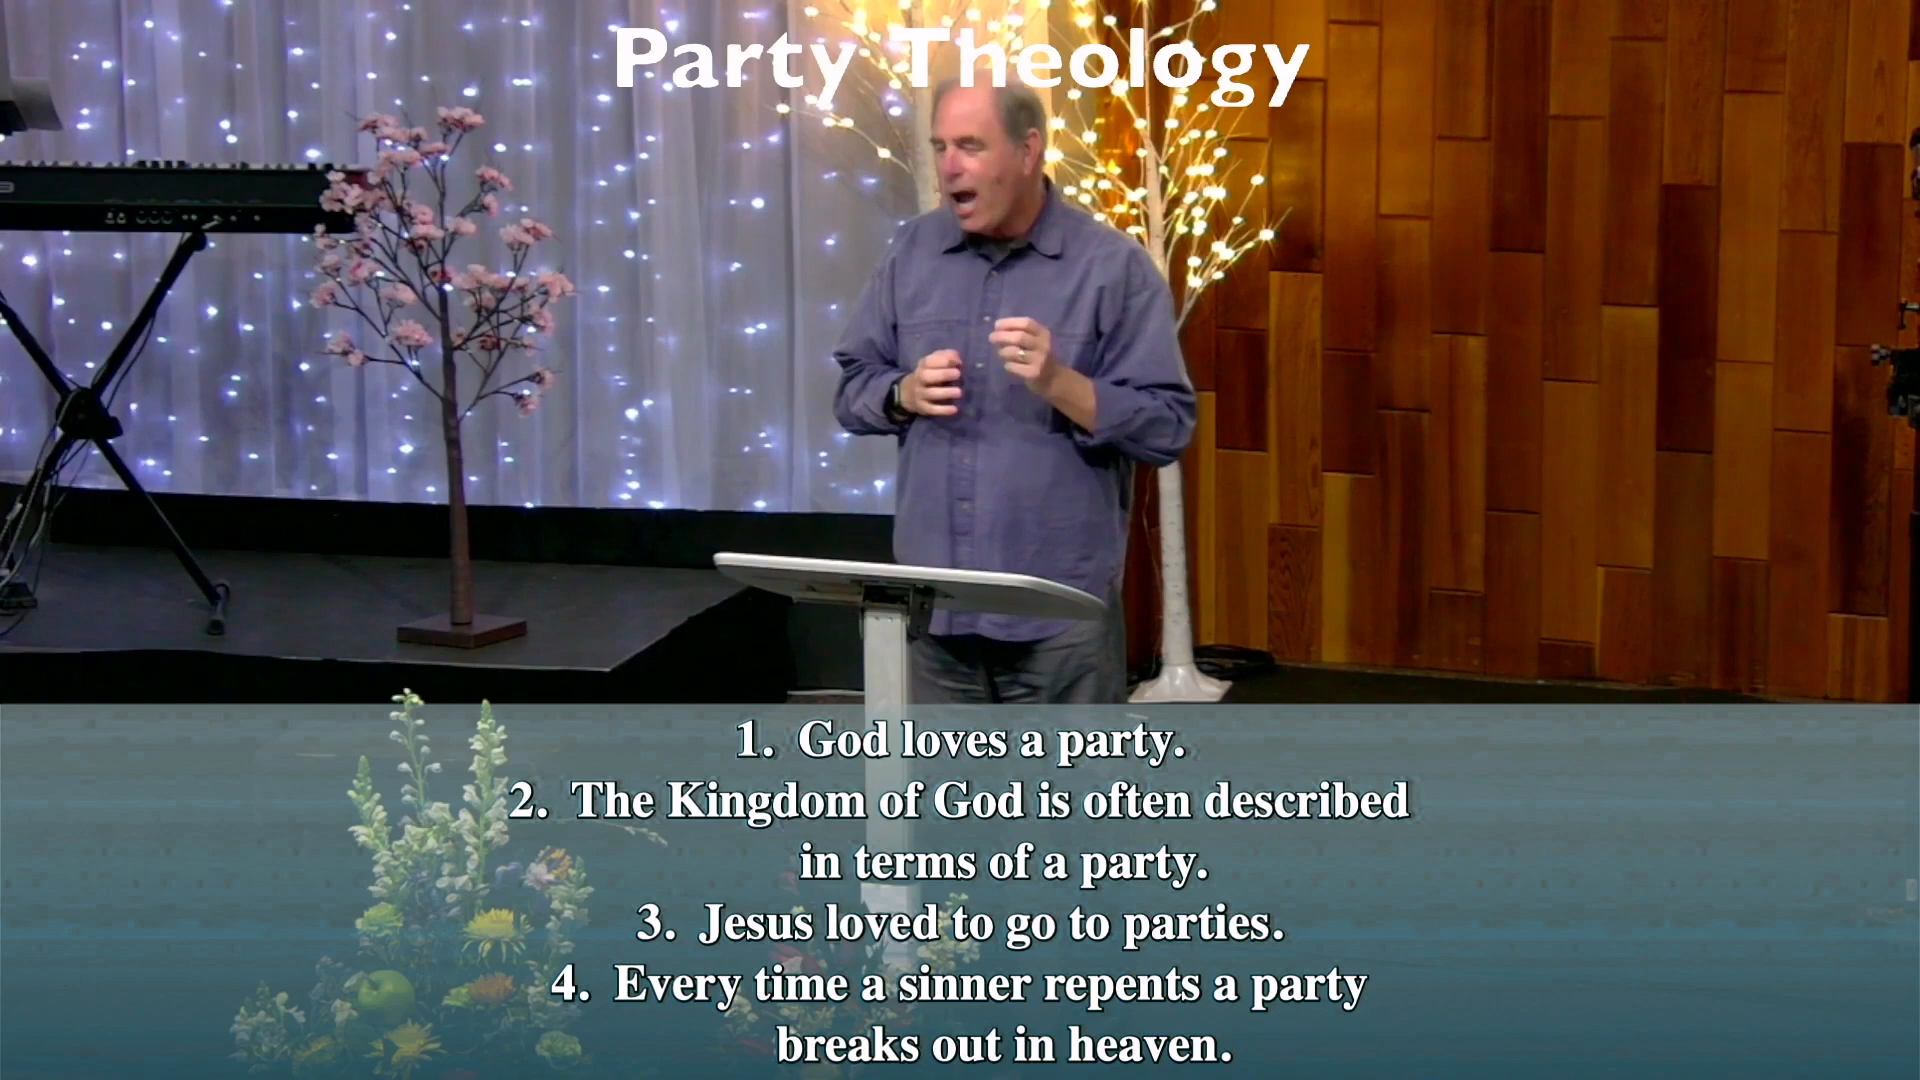 Party Theology
1. God loves a party.
2. The Kingdom of God is often described
in terms of a party.
3. Jesus loved to go to parties.
4. Every time a sinner repents a party
breaks out in heaven.